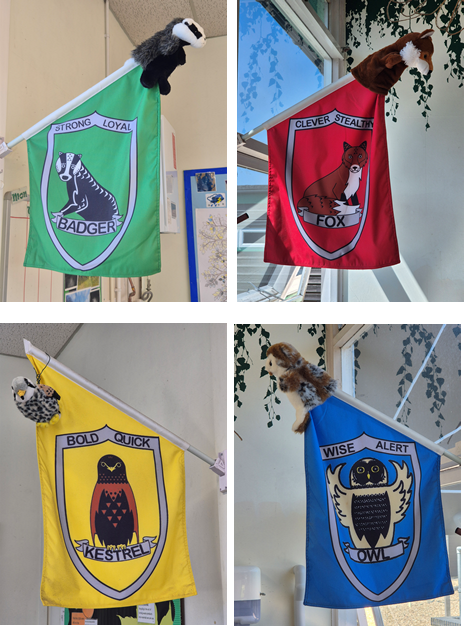 STRONG LOYAL
BADGER
CLEVER STEALTHY
FOX
BOLD QUICK
KESTREL
WISE ALERT
OWL